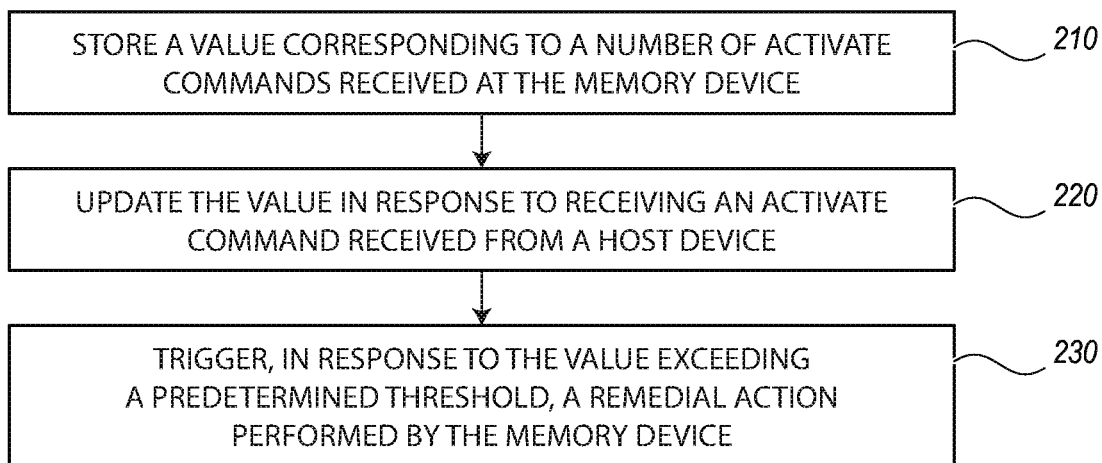 STORE A VALUE CORRESPONDING TO A NUMBER OF ACTIVATE
COMMANDS RECEIVED AT THE MEMORY DEVICE
210
UPDATE THE VALUE IN RESPONSE TO RECEIVING AN ACTIVATE
COMMAND RECEIVED FROM A HOST DEVICE
220
TRIGGER, IN RESPONSE TO THE VALUE EXCEEDING
A PREDETERMINED THRESHOLD, A REMEDIAL ACTION
PERFORMED BY THE MEMORY DEVICE
230